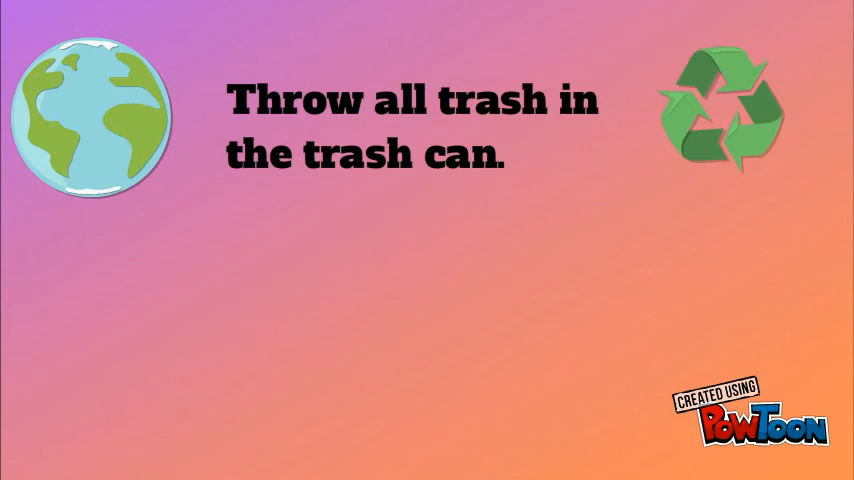 Throw all trash in
the trash can.
CREATED USING
POWTOON